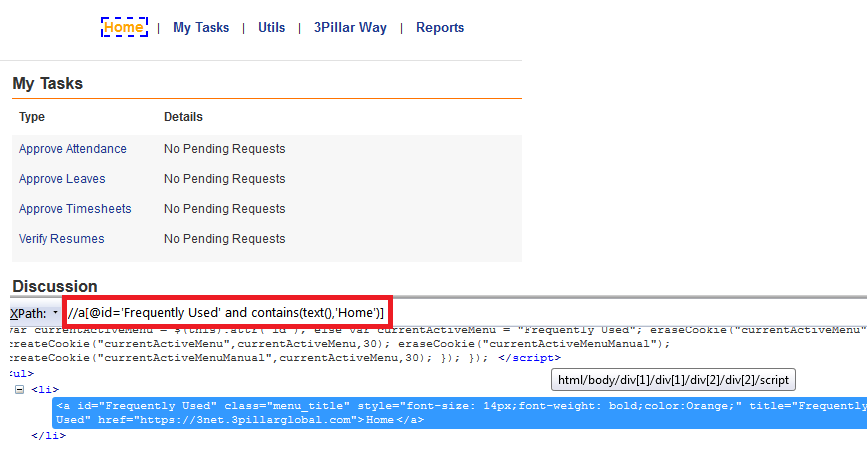 Home | My Tasks | Utils | 3Pillar Way | Reports
My Tasks
Type Details
Approve Attendance No Pending Requests
Approve Leaves No Pending Requests
Approve Timesheets No Pending Requests
Verify Resumes No Pending Requests
Discussion
XPath: //a[@id='Frequently Used' and contains(text(),'Home')]
var currentActiveMenu = $(this).attr('id'); else var currentActiveMenu = "Frequently Used"; eraseCookie("currentActiveMenu"
createCookie("currentActiveMenu",currentActiveMenu,30); eraseCookie("currentActiveMenuManual");
createCookie("currentActiveMenuManual",currentActiveMenu,30); }); }); </script>
<ul>
html/body/div[1]/div[1]/div[2]/div[2]/script
<li>
<a id="Frequently Used" class="menu_title" style="font-size: 14px;font-weight: bold;color:Orange;" title="Frequently
Used" href="https://3net.3pillarglobal.com">Home</a>
</li>